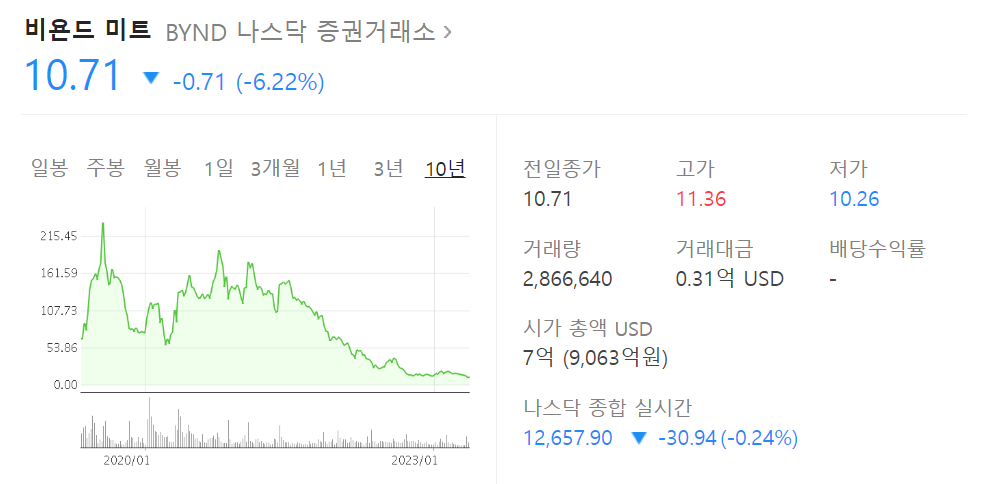 비욘드 미트 BYND 나스닥 증권거래소 >
10.71 ▼ -0.71 (-6.22%)
일봉 주봉 월봉 1일 3개월 1년 3년 10년
215.45
161.59
107.73
53.86
0.00
2020/01 2023/01
전일종가 고가 저가
10.71 11.36 10.26
거래량 거래대금 배당수익률
2,866,640 0.31억 USD -
시가 총액 USD
7억 (9,063억원)
나스닥 종합 실시간
12,657.90 ▼ -30.94 (-0.24%)